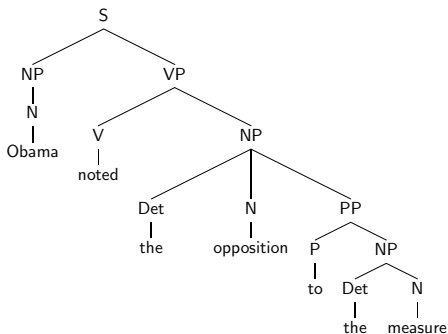 S
NP VP
N
V NP
Obama
noted
Det N PP
the opposition P NP
to Det N
the measure